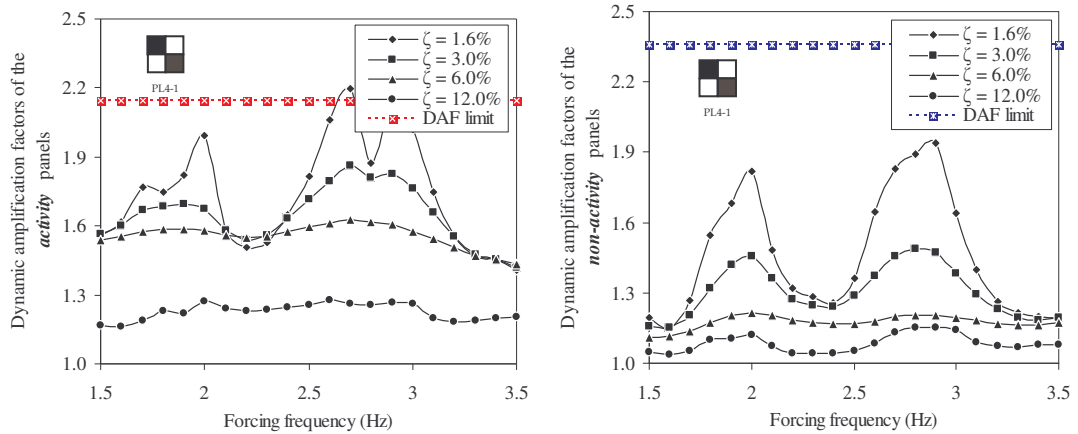 Dynamic amplification factors of the
activity panels
2.5
2.2
1.9
1.6
1.3
1.0
1.5
2
2.5
3
3.5
Forcing frequency (Hz)
PL4-1
ζ = 1.6%
ζ = 3.0%
ζ = 6.0%
ζ = 12.0%
DAF limit
Dynamic amplification factors of the
non-activity panels
2.5
2.2
1.9
1.6
1.3
1.0
1.5
2
2.5
3
3.5
Forcing frequency (Hz)
PL4-1
ζ = 1.6%
ζ = 3.0%
ζ = 6.0%
ζ = 12.0%
DAF limit